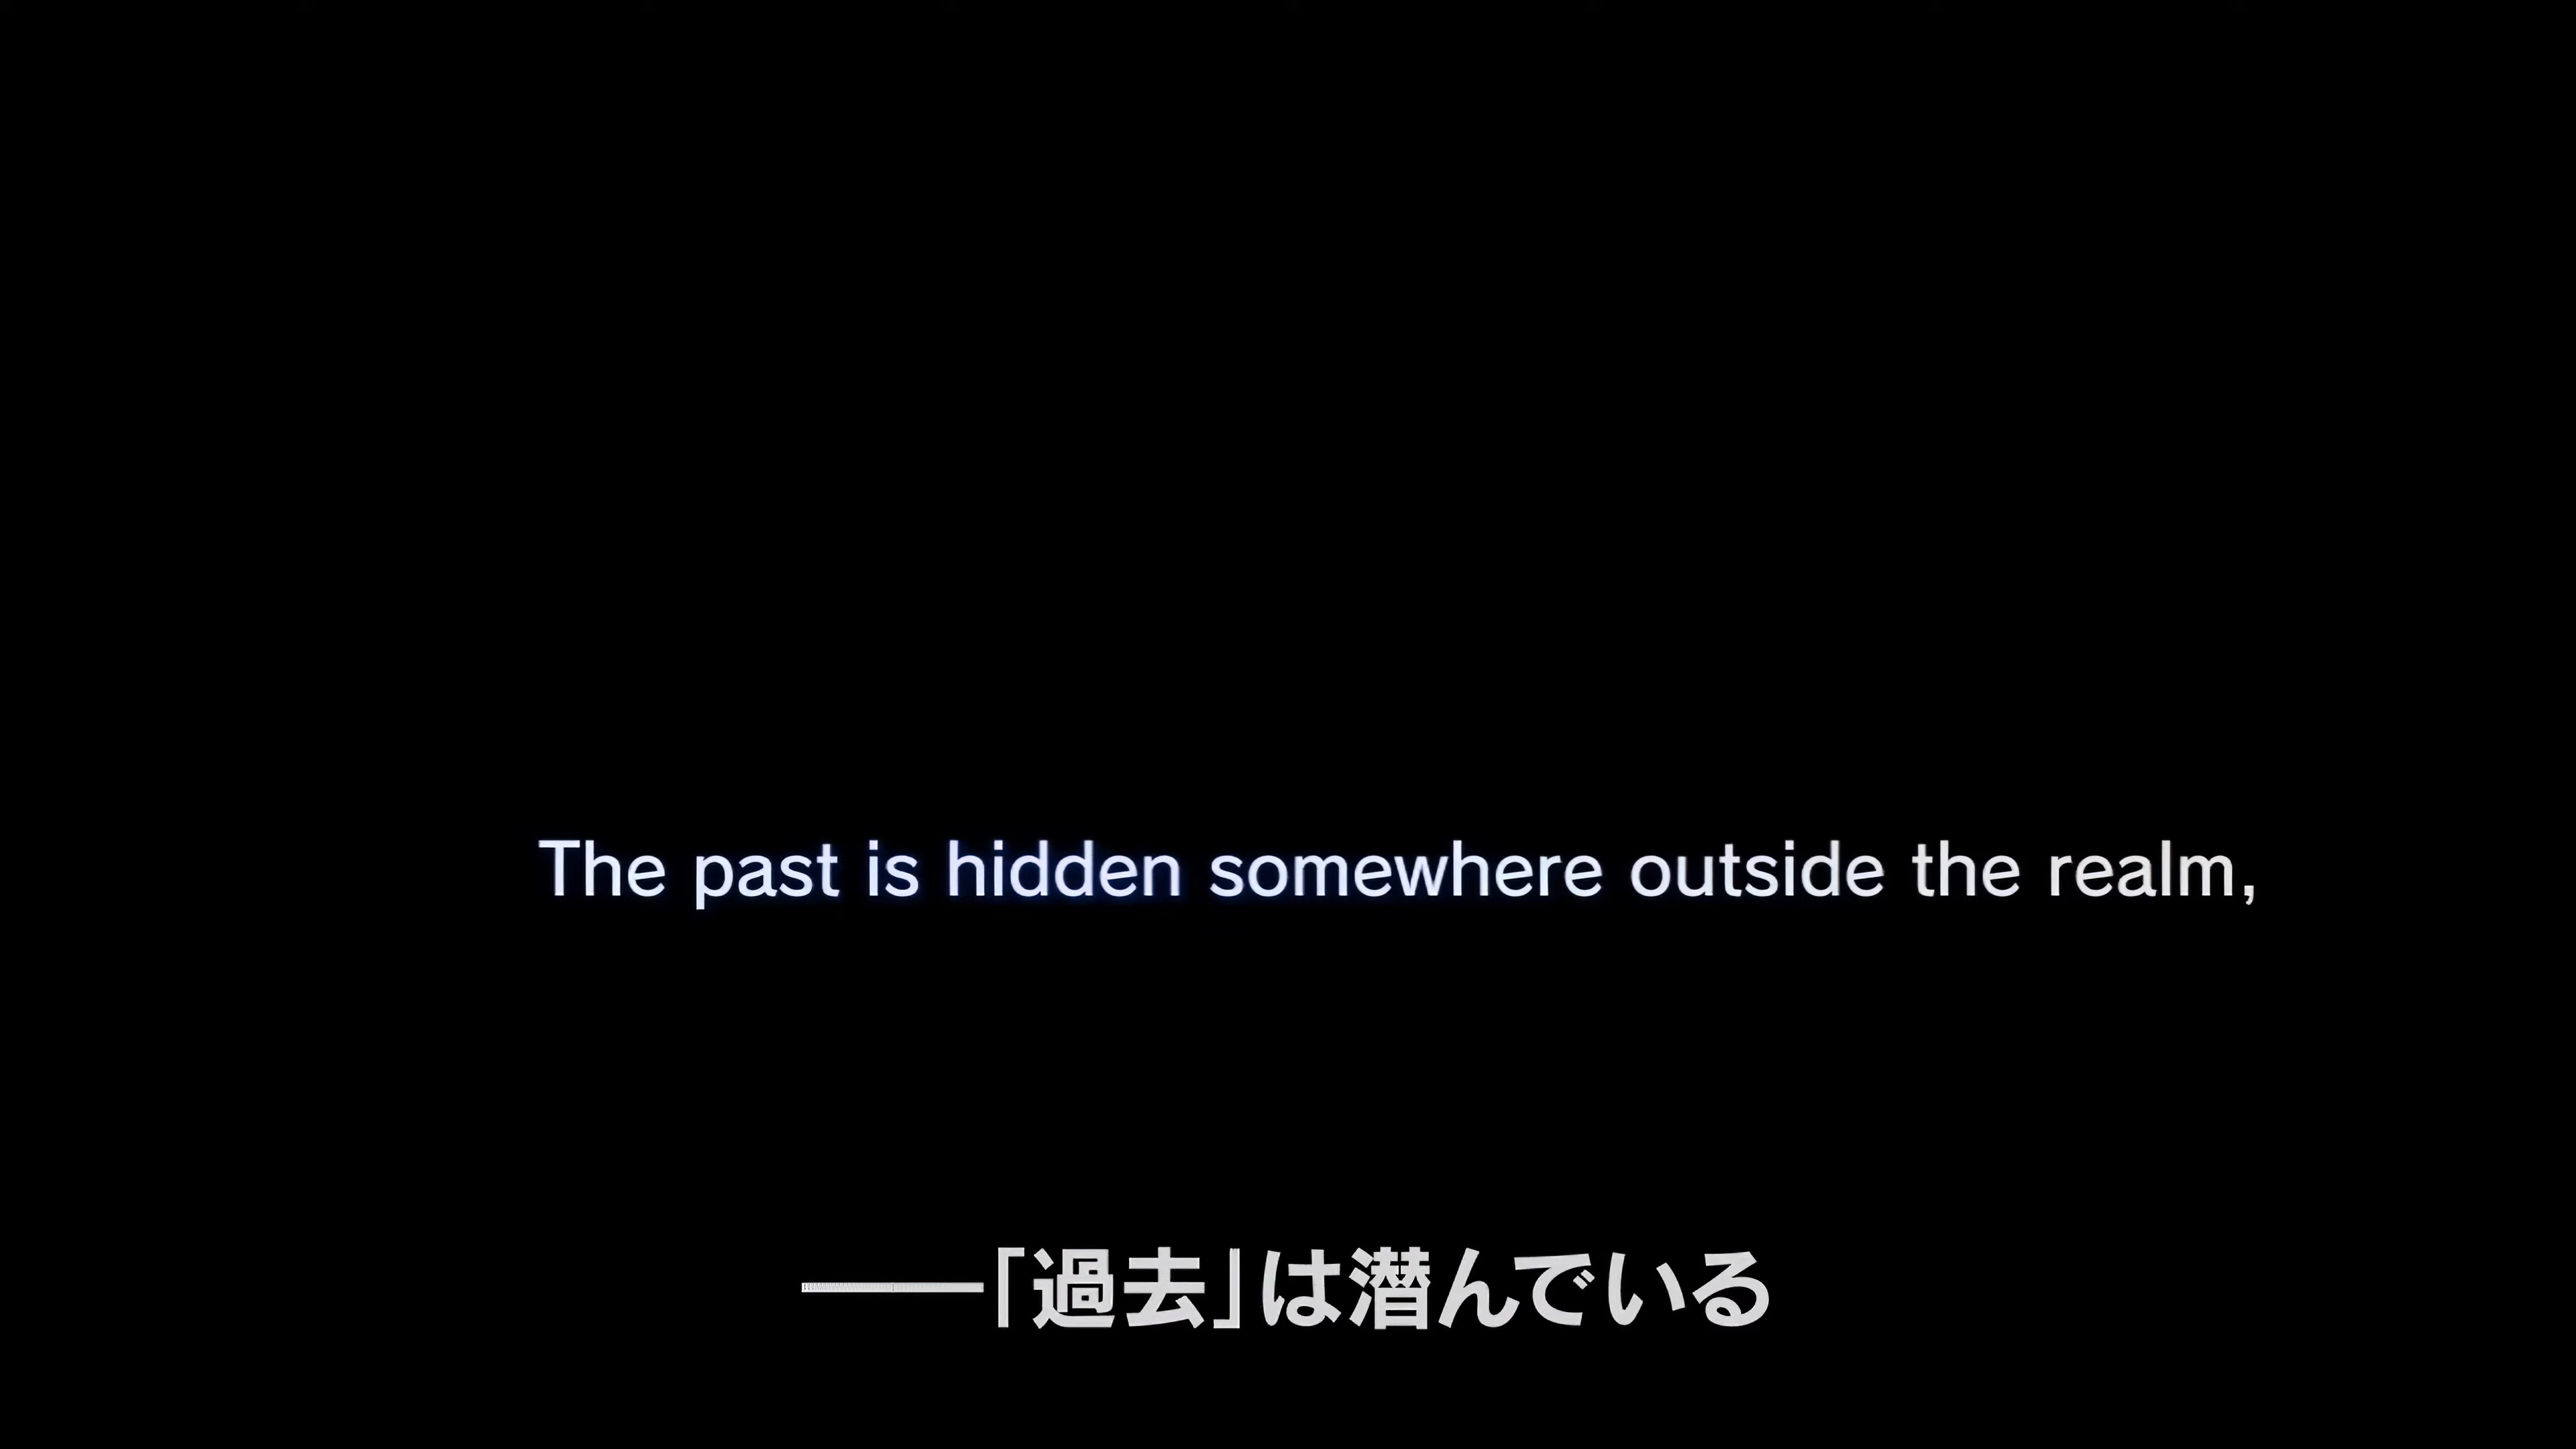 The past is hidden somewhere outside the realm,
――「過去」は潜んでいる